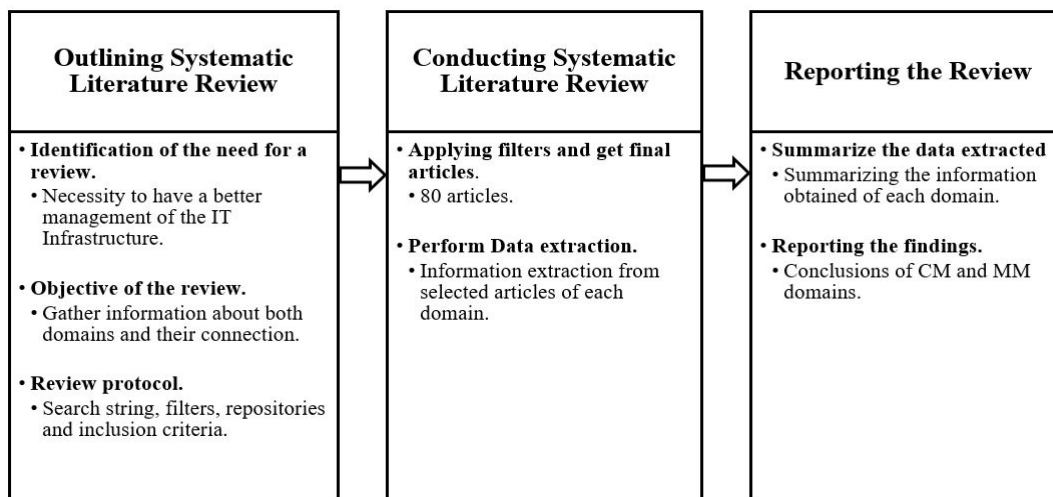 Outlining Systematic
Literature Review
• Identification of the need for a
review.
• Necessity to have a better
management of the IT
Infrastructure.
• Objective of the review.
• Gather information about both
domains and their connection.
• Review protocol.
• Search string, filters, repositories
and inclusion criteria.
Conducting Systematic
Literature Review
• Applying filters and get final
articles.
• 80 articles.
• Perform Data extraction.
• Information extraction from
selected articles of each
domain.
Reporting the Review
• Summarize the data extracted
• Summarizing the information
obtained of each domain.
• Reporting the findings.
• Conclusions of CM and MM
domains.